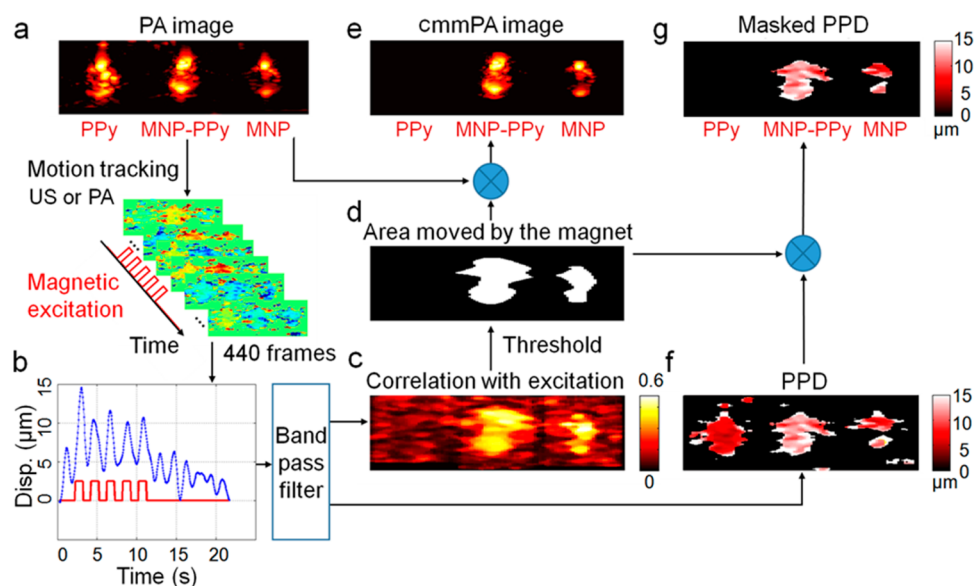 a
PA image
PPy
MNP-PPy
MNP
e
cmmPA image
PPy
MNP-PPy
MNP
g
Masked PPD
15
10
5
0
μm
PPy
MNP-PPy
MNP
Motion tracking
US or PA
Magnetic
excitation
Time
440 frames
d
Area moved by the magnet
Threshold
b
Disp. (μm)
15
10
5
0
0 5 10 15 20
Time (s)
Band
pass
filter
c
Correlation with excitation
0.6
0
f
PPD
15
10
5
0
μm